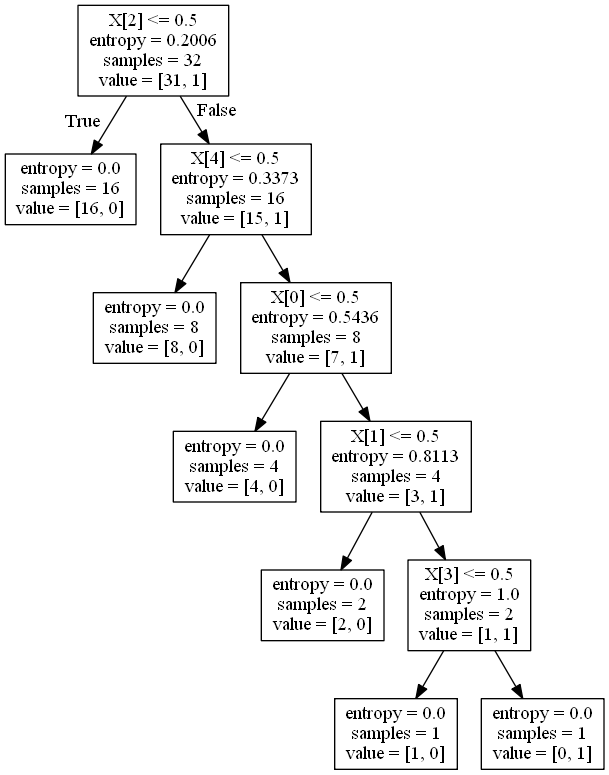 X[2] <= 0.5
entropy = 0.2006
samples = 32
value = [31, 1]
True
False
entropy = 0.0
samples = 16
value = [16, 0]
X[4] <= 0.5
entropy = 0.3373
samples = 16
value = [15, 1]
entropy = 0.0
samples = 8
value = [8, 0]
X[0] <= 0.5
entropy = 0.5436
samples = 8
value = [7, 1]
entropy = 0.0
samples = 4
value = [4, 0]
X[1] <= 0.5
entropy = 0.8113
samples = 4
value = [3, 1]
entropy = 0.0
samples = 2
value = [2, 0]
X[3] <= 0.5
entropy = 1.0
samples = 2
value = [1, 1]
entropy = 0.0
samples = 1
value = [1, 0]
entropy = 0.0
samples = 1
value = [0, 1]